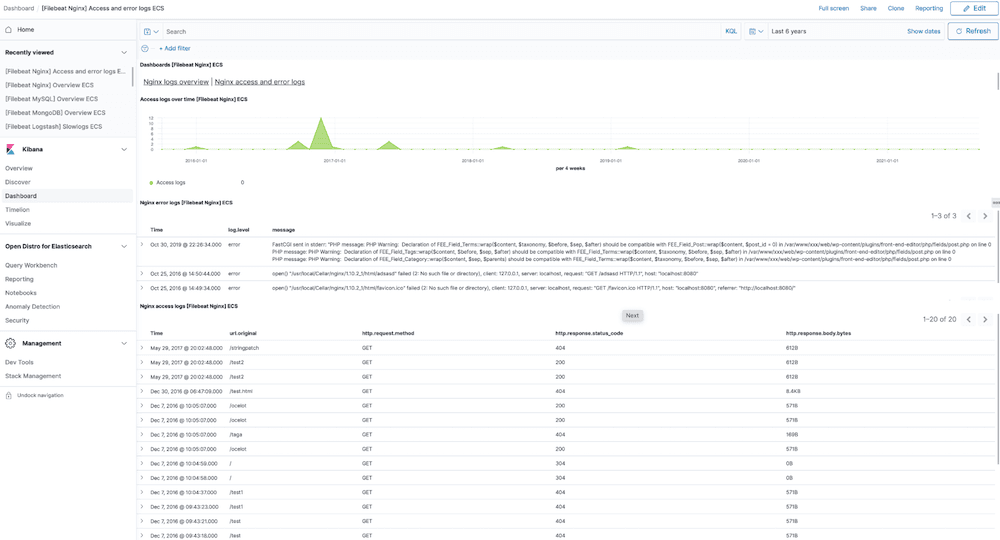 Dashboard / [Filebeat Nginx] Access and error logs ECS
Full screen Share Clone Reporting Edit
Home
Search KQL Last 6 years Show dates Refresh
+ Add filter
Recently viewed
[Filebeat Nginx] Access and error logs E...
[Filebeat Nginx] Overview ECS
[Filebeat MySQL] Overview ECS
[Filebeat MongoDB] Overview ECS
[Filebeat Logstash] Slowlogs ECS
Kibana
Overview
Discover
Dashboard
Timelion
Visualize
Open Distro for Elasticsearch
Query Workbench
Reporting
Notebooks
Anomaly Detection
Security
Management
Dev Tools
Stack Management
Undock navigation
Dashboards [Filebeat Nginx] ECS
Nginx logs overview | Nginx access and error logs
Access logs over time [Filebeat Nginx] ECS
12
10
8
6
4
2
0
2016-01-01 2017-01-01 2018-01-01 2019-01-01 2020-01-01 2021-01-01
per 4 weeks
Access logs 0
Nginx error logs [Filebeat Nginx] ECS
1–3 of 3
Time log.level message
error FastCGI sent in stderr: "PHP message: PHP Warning: Declaration of FEE_Field_Terms::wrap($content, $taxonomy, $before, $sep, $after) should be compatible with FEE_Field_Post::wrap($content, $post_id = 0) in /var/www/xxx/web/wp-content/plugins/front-end-editor/php/fields/post.php on line 0
PHP message: PHP Warning: Declaration of FEE_Field_Tags::wrap($content, $before, $sep, $after) should be compatible with FEE_Field_Terms::wrap($content, $taxonomy, $before, $sep, $after) in /var/www/xxx/web/wp-content/plugins/front-end-editor/php/fields/post.php on line 0
PHP message: PHP Warning: Declaration of FEE_Field_Category::wrap($content, $sep, $parents) should be compatible with FEE_Field_Terms::wrap($content, $taxonomy, $before, $sep, $after) in /var/www/xxx/web/wp-content/plugins/front-end-editor/php/fields/post.php on line 0
Oct 25, 2016 @ 14:50:44.000 error open() "/usr/local/Cellar/nginx/1.10.2_1/html/adsasd" failed (2: No such file or directory), client: 127.0.0.1, server: localhost, request: "GET /adsasd HTTP/1.1", host: "localhost:8080"
Oct 25, 2016 @ 14:49:34.000 error open() "/usr/local/Cellar/nginx/1.10.2_1/html/favicon.ico" failed (2: No such file or directory), client: 127.0.0.1, server: localhost, request: "GET /favicon.ico HTTP/1.1", host: "localhost:8080", referrer: "http://localhost:8080/"
Nginx access logs [Filebeat Nginx] ECS
Next
1–20 of 20
Time url.original http.request.method http.response.status_code http.response.body.bytes
May 29, 2017 @ 20:02:48.000 /stringpatch GET 404 612B
May 29, 2017 @ 20:02:48.000 /test2 GET 200 612B
May 29, 2017 @ 20:02:48.000 /test2 GET 200 612B
Dec 30, 2016 @ 06:47:09.000 /test.html GET 404 8.4KB
Dec 7, 2016 @ 10:05:07.000 /ocelot GET 200 571B
Dec 7, 2016 @ 10:05:07.000 /ocelot GET 200 571B
Dec 7, 2016 @ 10:05:07.000 /taga GET 404 169B
Dec 7, 2016 @ 10:05:07.000 /ocelot GET 200 571B
Dec 7, 2016 @ 10:04:59.000 / GET 304 0B
Dec 7, 2016 @ 10:04:58.000 / GET 304 0B
Dec 7, 2016 @ 10:04:37.000 /test1 GET 404 571B
Dec 7, 2016 @ 09:43:23.000 /test1 GET 404 571B
Dec 7, 2016 @ 09:43:21.000 /test GET 404 571B
Dec 7, 2016 @ 09:43:18.000 /test GET 404 571B